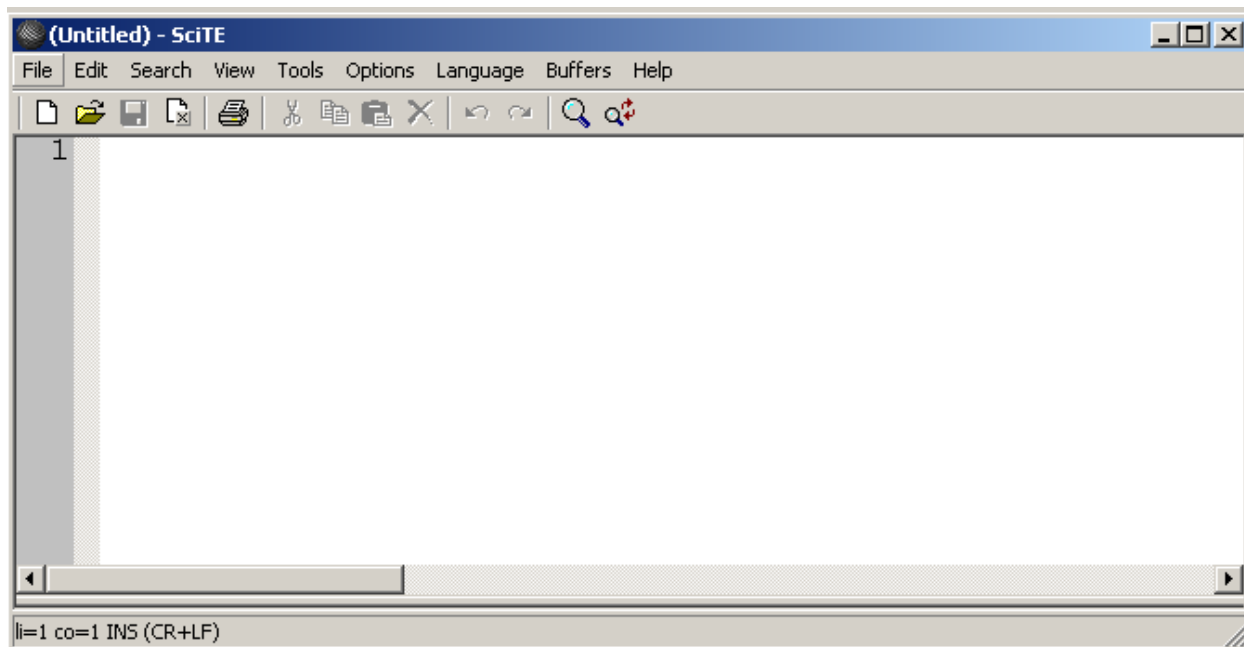 (Untitled) - SciTE
File Edit Search View Tools Options Language Buffers Help
1
li=1 co=1 INS (CR+LF)